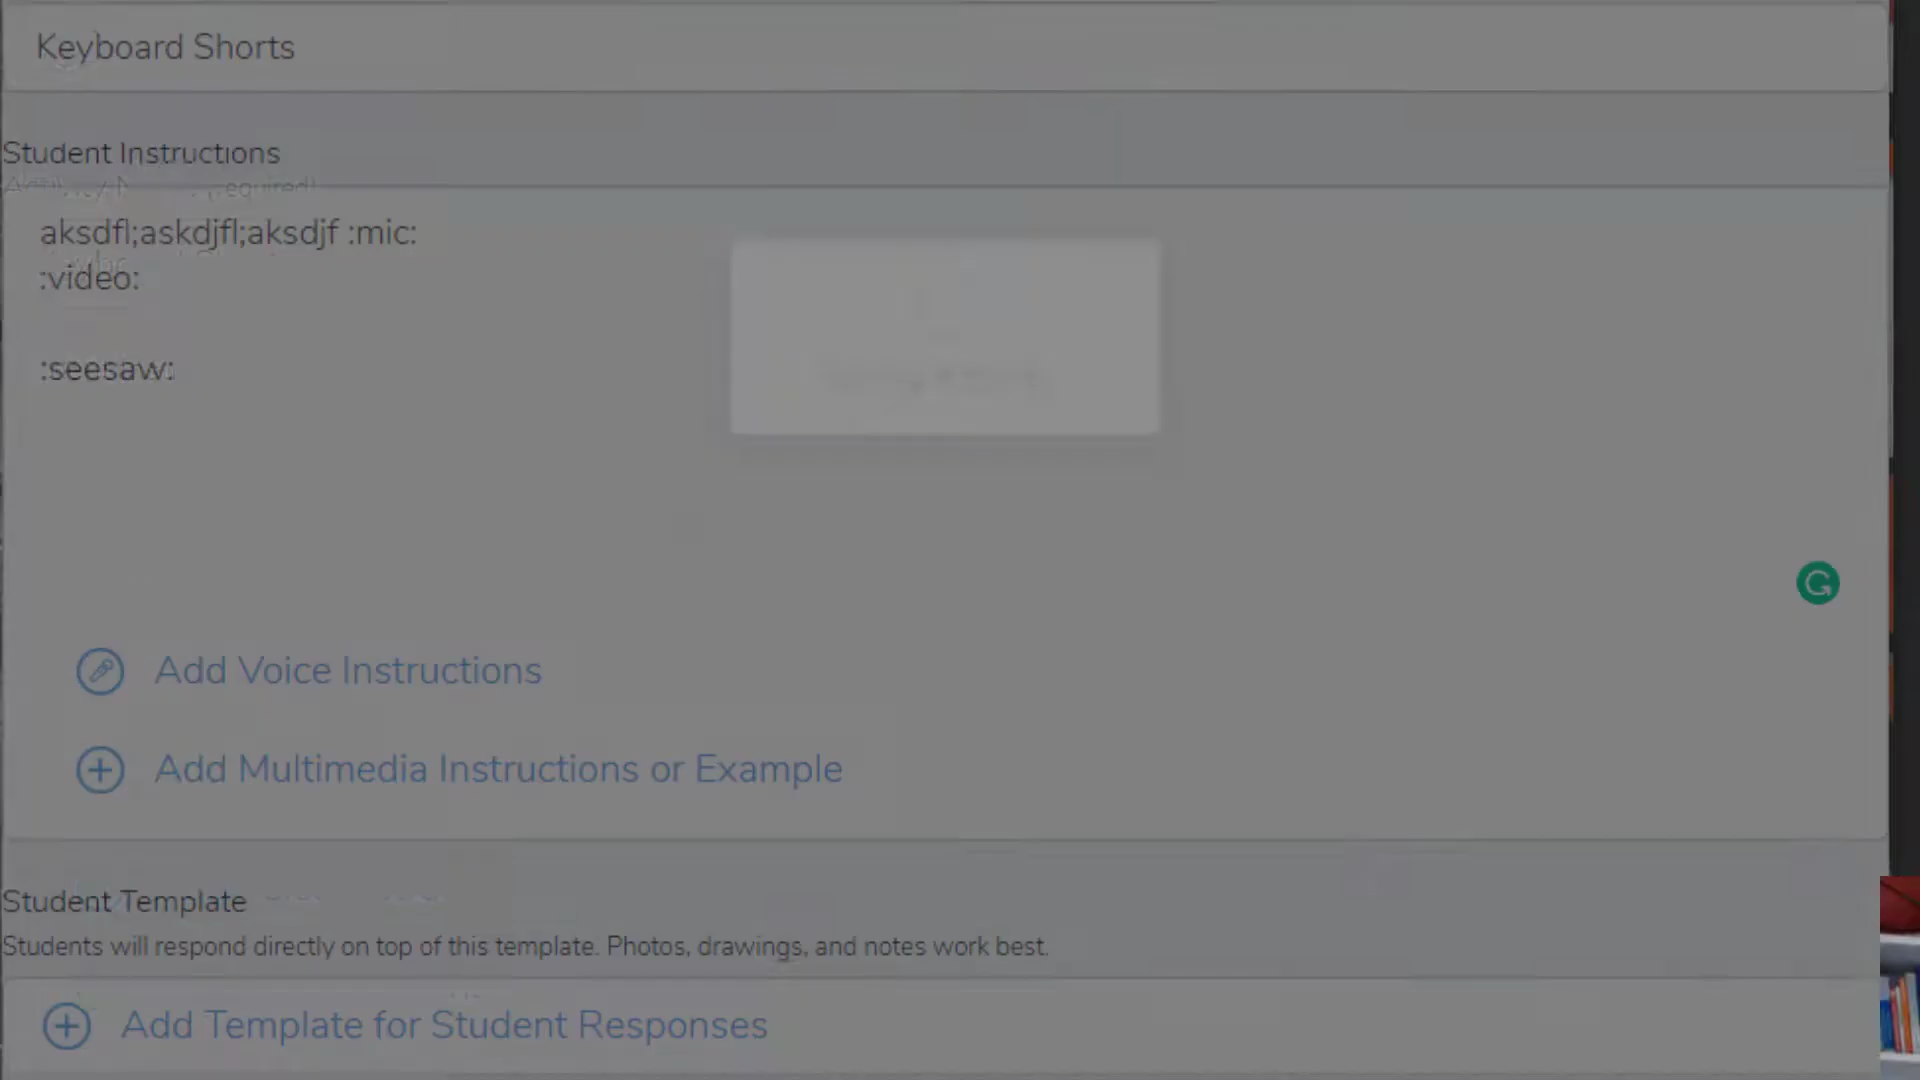 Keyboard Shorts
Student Instructions
aksdfl;askdjfl;aksdjf :mic:
:video:
:seesaw:
Add Voice Instructions
Add Multimedia Instructions or Example
Student Template
Students will respond directly on top of this template. Photos, drawings, and notes work best.
Add Template for Student Responses